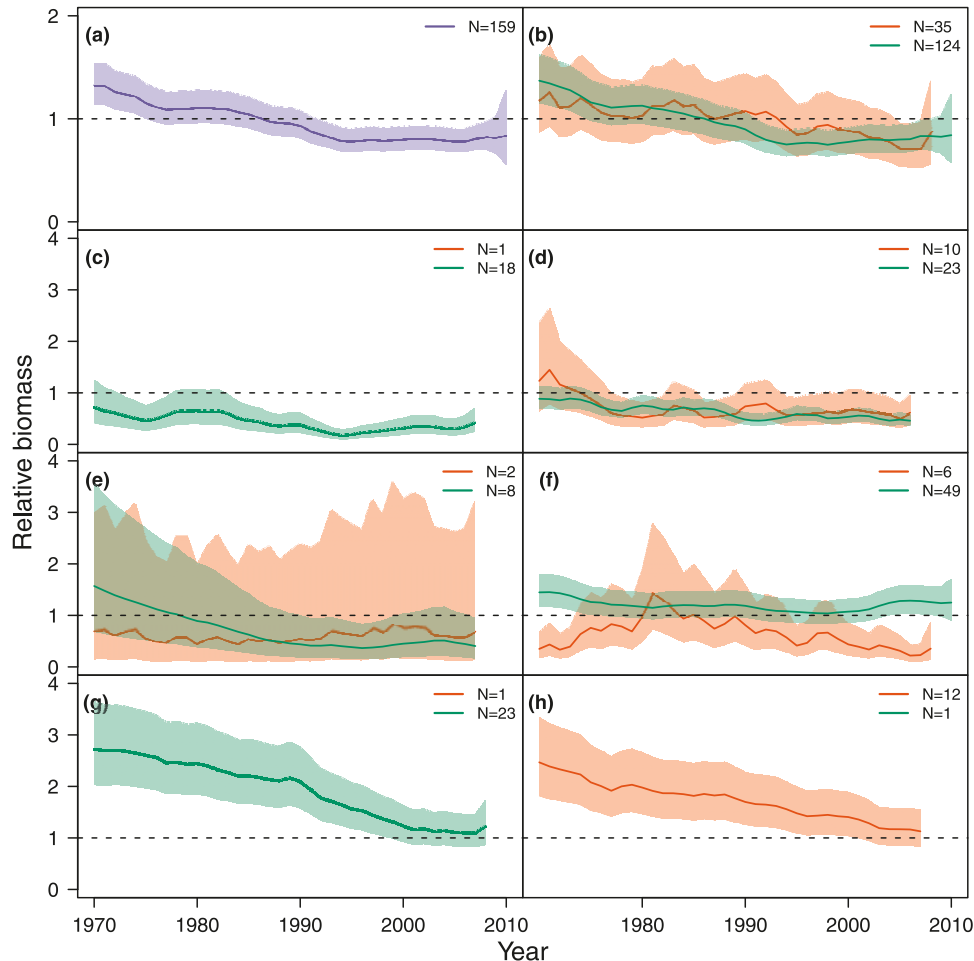 2
(a)
N=159
(b)
N=35
N=124
1
0
4
(c)
N=1
N=18
(d)
N=10
N=23
3
2
1
0
4
(e)
N=2
N=8
(f)
N=6
N=49
3
2
1
0
4
(g)
N=1
N=23
(h)
N=12
N=1
3
2
1
0
Relative biomass
1970 1980 1990 2000 2010 1980 1990 2000 2010
Year